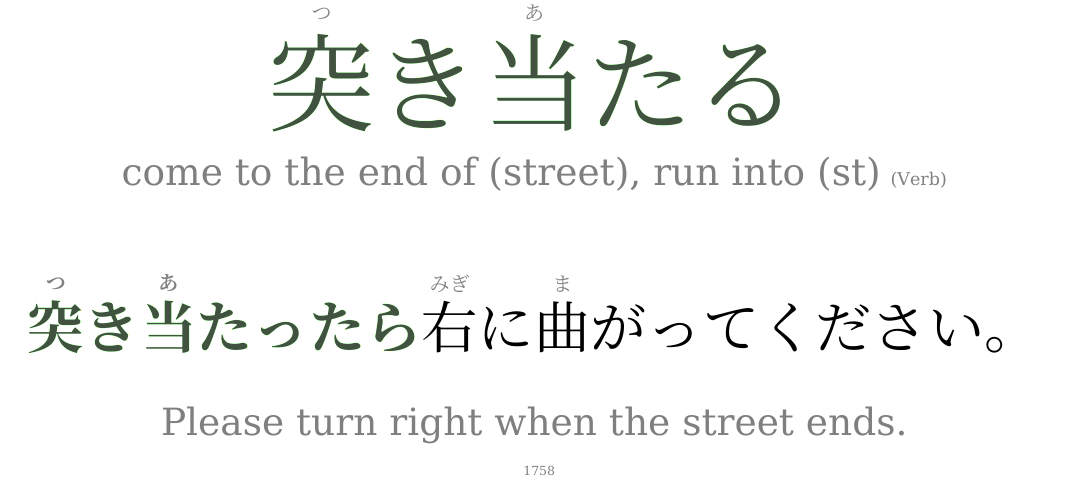 つ あ
突き当たる
come to the end of (street), run into (st) (Verb)
つ あ みぎ ま
突き当たったら右に曲がってください。
Please turn right when the street ends.
1758